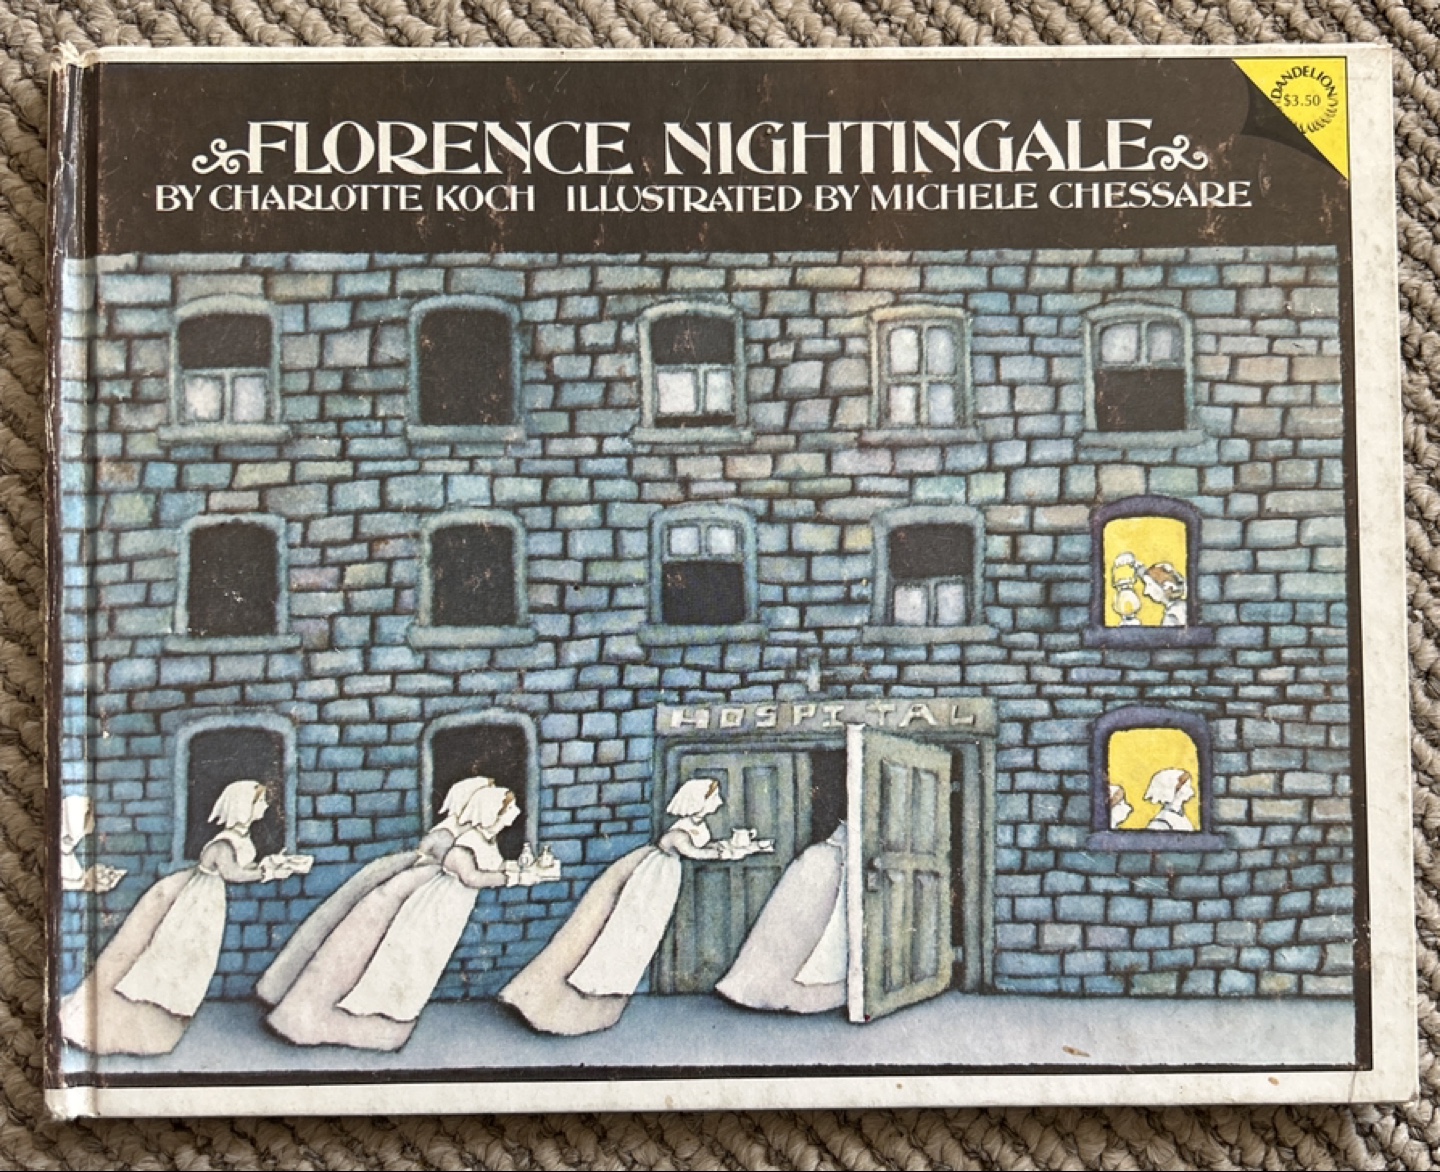 FLORENCE NIGHTINGALE
BY CHARLOTTE KOCH ILLUSTRATED BY MICHELE CHESSARE
DANDELION
$3.50
HOSPITAL